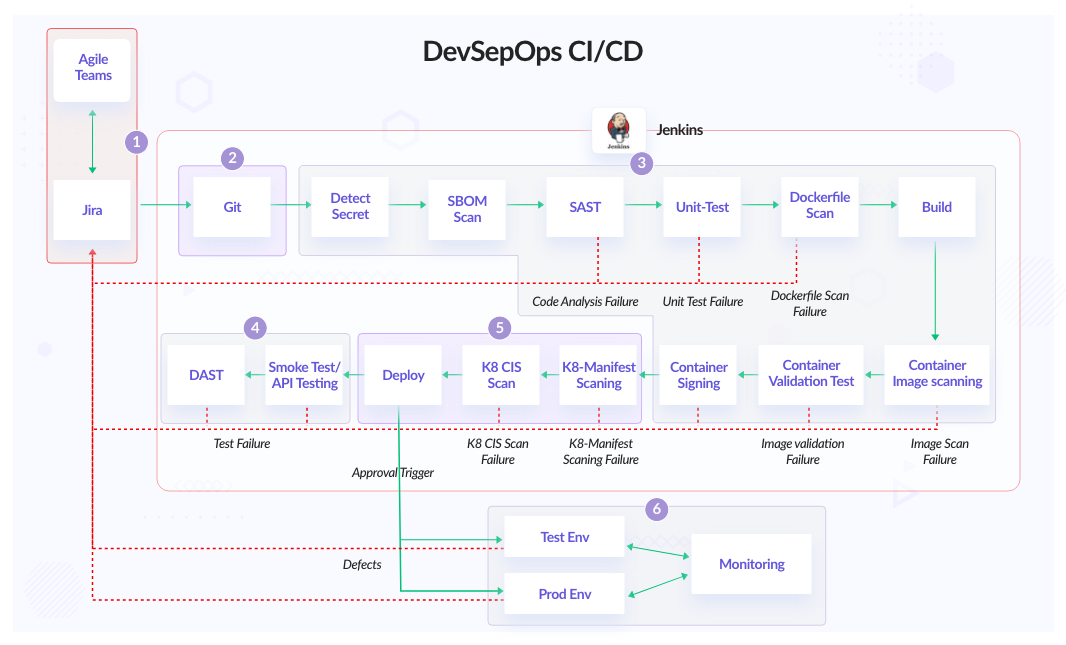 DevSepOps CI/CD
Agile
Teams
1
Jira
Jenkins
Jenkins
2
Git
3
Detect
Secret
SBOM
Scan
SAST
Unit-Test
Dockerfile
Scan
Build
Code Analysis Failure
Unit Test Failure
Dockerfile Scan
Failure
4
DAST
Smoke Test/
API Testing
5
Deploy
K8 CIS
Scan
K8-Manifest
Scaning
Container
Signing
Container
Validation Test
Container
Image scanning
Test Failure
K8 CIS Scan
Failure
K8-Manifest
Scaning Failure
Image validation
Failure
Image Scan
Failure
Approval Trigger
6
Test Env
Monitoring
Defects
Prod Env